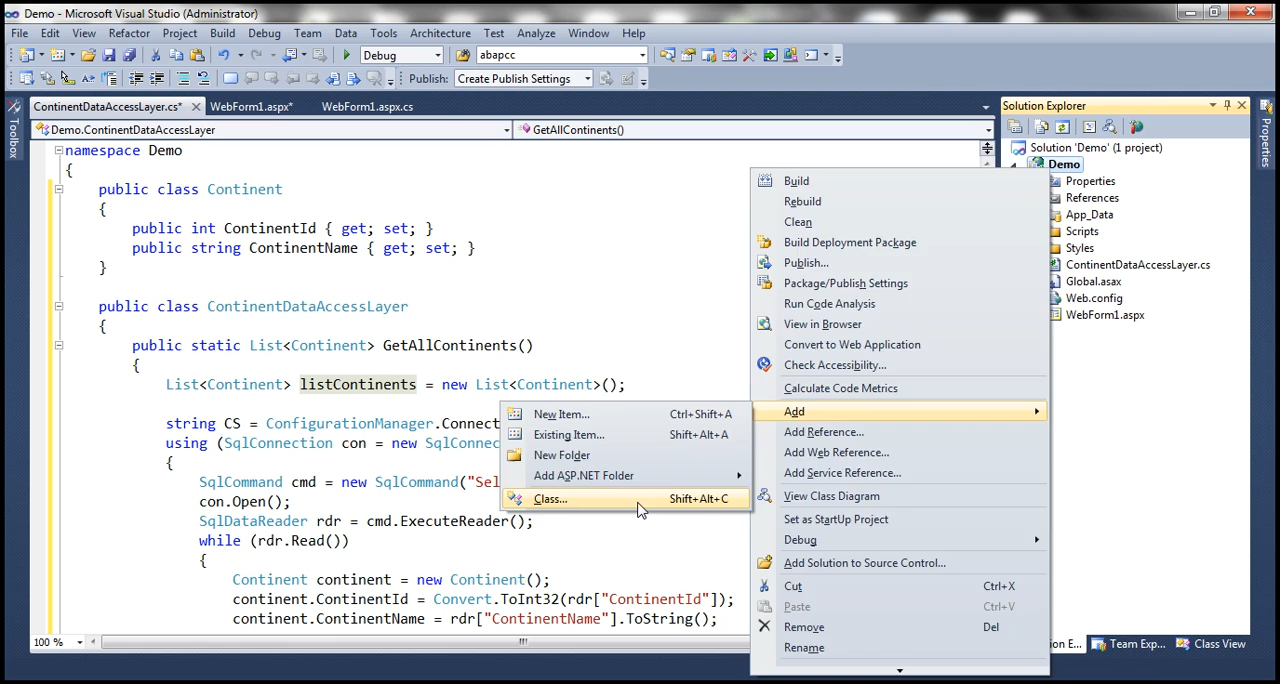 Demo - Microsoft Visual Studio (Administrator)
File Edit View Refactor Project Build Debug Team Data Tools Architecture Test Analyze Window Help
Debug abapcc
Publish: Create Publish Settings
ContinentDataAccessLayer.cs* WebForm1.aspx* WebForm1.aspx.cs
Demo.ContinentDataAccessLayer GetAllContinents()
Toolbox
namespace Demo
{
public class Continent
{
public int ContinentId { get; set; }
public string ContinentName { get; set; }
}
public class ContinentDataAccessLayer
{
public static List<Continent> GetAllContinents()
{
List<Continent> listContinents = new List<Continent>();
string CS = ConfigurationManager.Connect
using (SqlConnection con = new SqlConnec
{
SqlCommand cmd = new SqlCommand("Sel
con.Open();
SqlDataReader rdr = cmd.ExecuteReader();
while (rdr.Read())
{
Continent continent = new Continent();
continent.ContinentId = Convert.ToInt32(rdr["ContinentId"]);
continent.ContinentName = rdr["ContinentName"].ToString();
100 %
New Item... Ctrl+Shift+A
Existing Item... Shift+Alt+A
New Folder
Add ASP.NET Folder
Class... Shift+Alt+C
Build
Rebuild
Clean
Build Deployment Package
Publish...
Package/Publish Settings
Run Code Analysis
View in Browser
Convert to Web Application
Check Accessibility...
Calculate Code Metrics
Add
Add Reference...
Add Web Reference...
Add Service Reference...
View Class Diagram
Set as StartUp Project
Debug
Add Solution to Source Control...
Cut Ctrl+X
Paste Ctrl+V
Remove Del
Rename
Solution Explorer
Solution 'Demo' (1 project)
Demo
Properties
References
App_Data
Scripts
Styles
ContinentDataAccessLayer.cs
Global.asax
Web.config
WebForm1.aspx
ion E... Team Exp... Class View
Properties